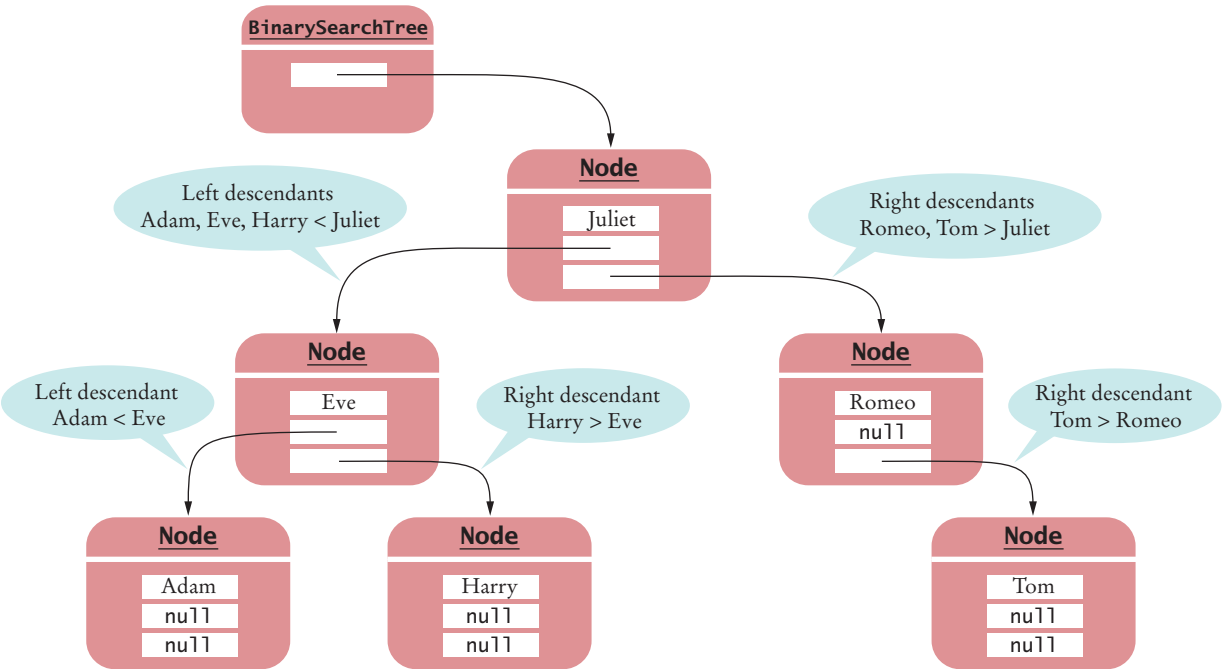 BinarySearchTree
Node
Juliet
Left descendants
Adam, Eve, Harry < Juliet
Right descendants
Romeo, Tom > Juliet
Node
Eve
Left descendant
Adam < Eve
Right descendant
Harry > Eve
Node
Romeo
null
Right descendant
Tom > Romeo
Node
Adam
null
null
Node
Harry
null
null
Node
Tom
null
null